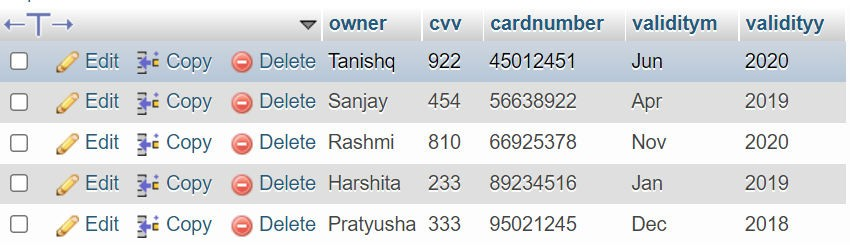 owner cvv cardnumber validitym validityy
Edit Copy Delete Tanishq 922 45012451 Jun 2020
Edit Copy Delete Sanjay 454 56638922 Apr 2019
Edit Copy Delete Rashmi 810 66925378 Nov 2020
Edit Copy Delete Harshita 233 89234516 Jan 2019
Edit Copy Delete Pratyusha 333 95021245 Dec 2018